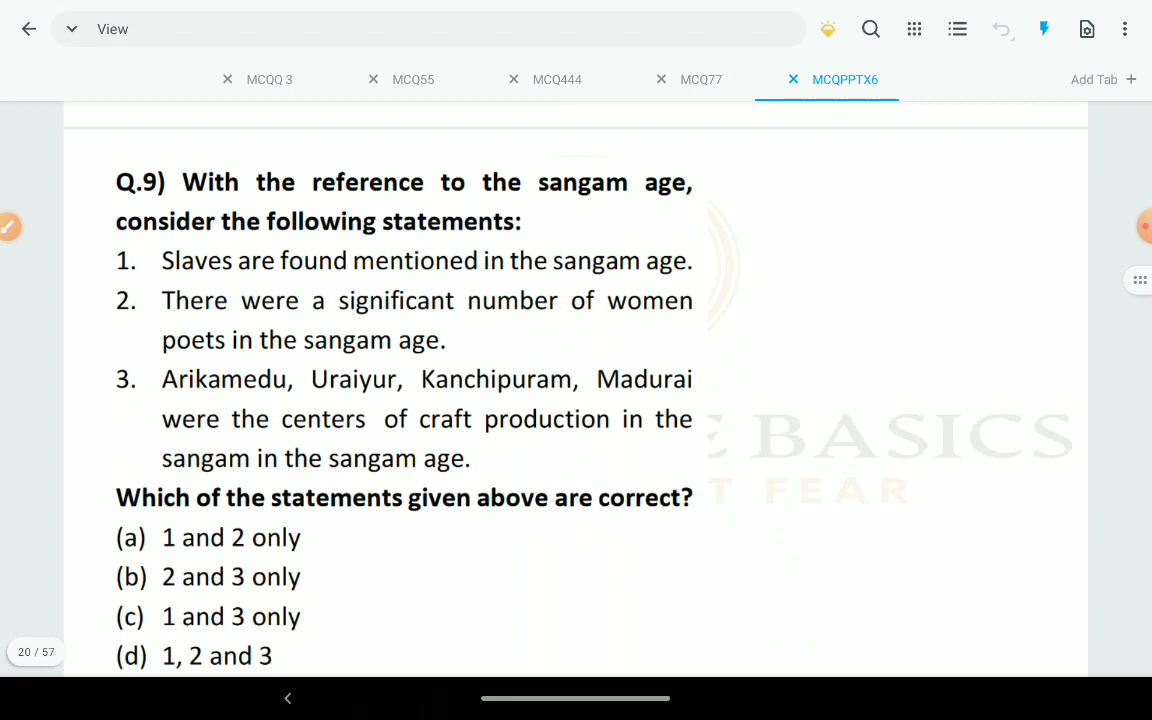 View
MCQQ 3
MCQ55
MCQ444
MCQ77
MCQPPTX6
Add Tab +
Q.9) With the reference to the sangam age,
consider the following statements:
1. Slaves are found mentioned in the sangam age.
2. There were a significant number of women
poets in the sangam age.
3. Arikamedu, Uraiyur, Kanchipuram, Madurai
were the centers of craft production in the
sangam in the sangam age.
BASICS
FEAR
Which of the statements given above are correct?
(a) 1 and 2 only
(b) 2 and 3 only
(c) 1 and 3 only
(d) 1, 2 and 3
20 / 57